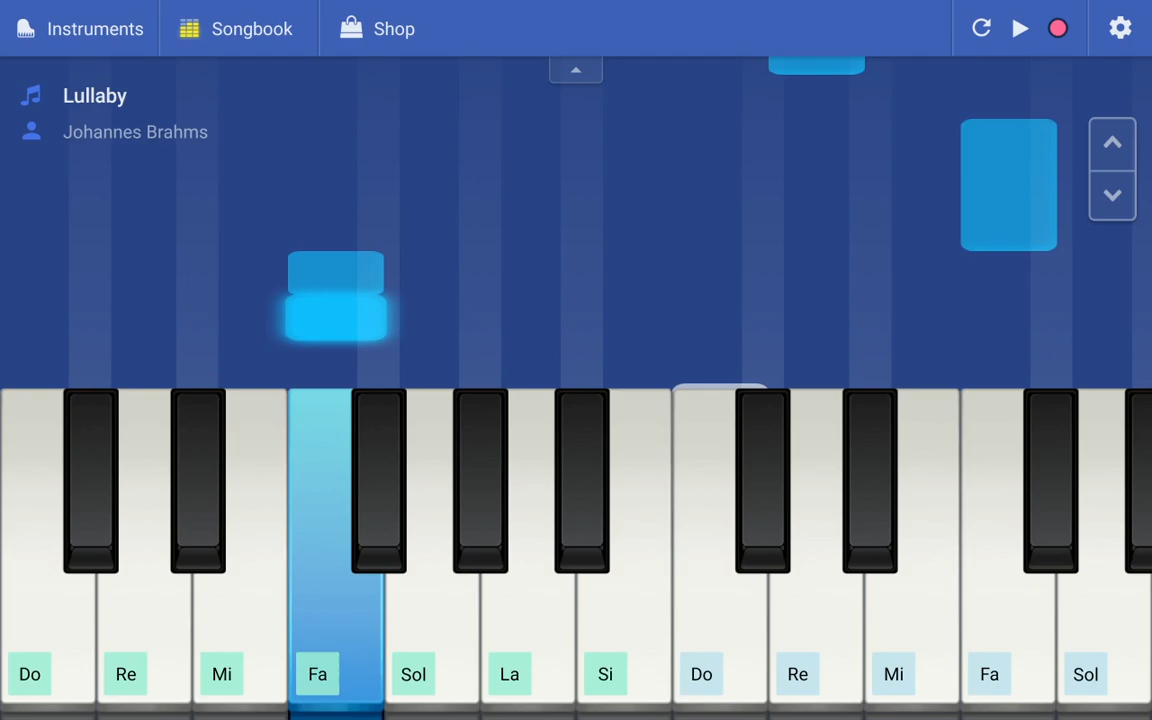 Instruments Songbook Shop
Lullaby
Johannes Brahms
Do Re Mi Fa Sol La Si Do Re Mi Fa Sol